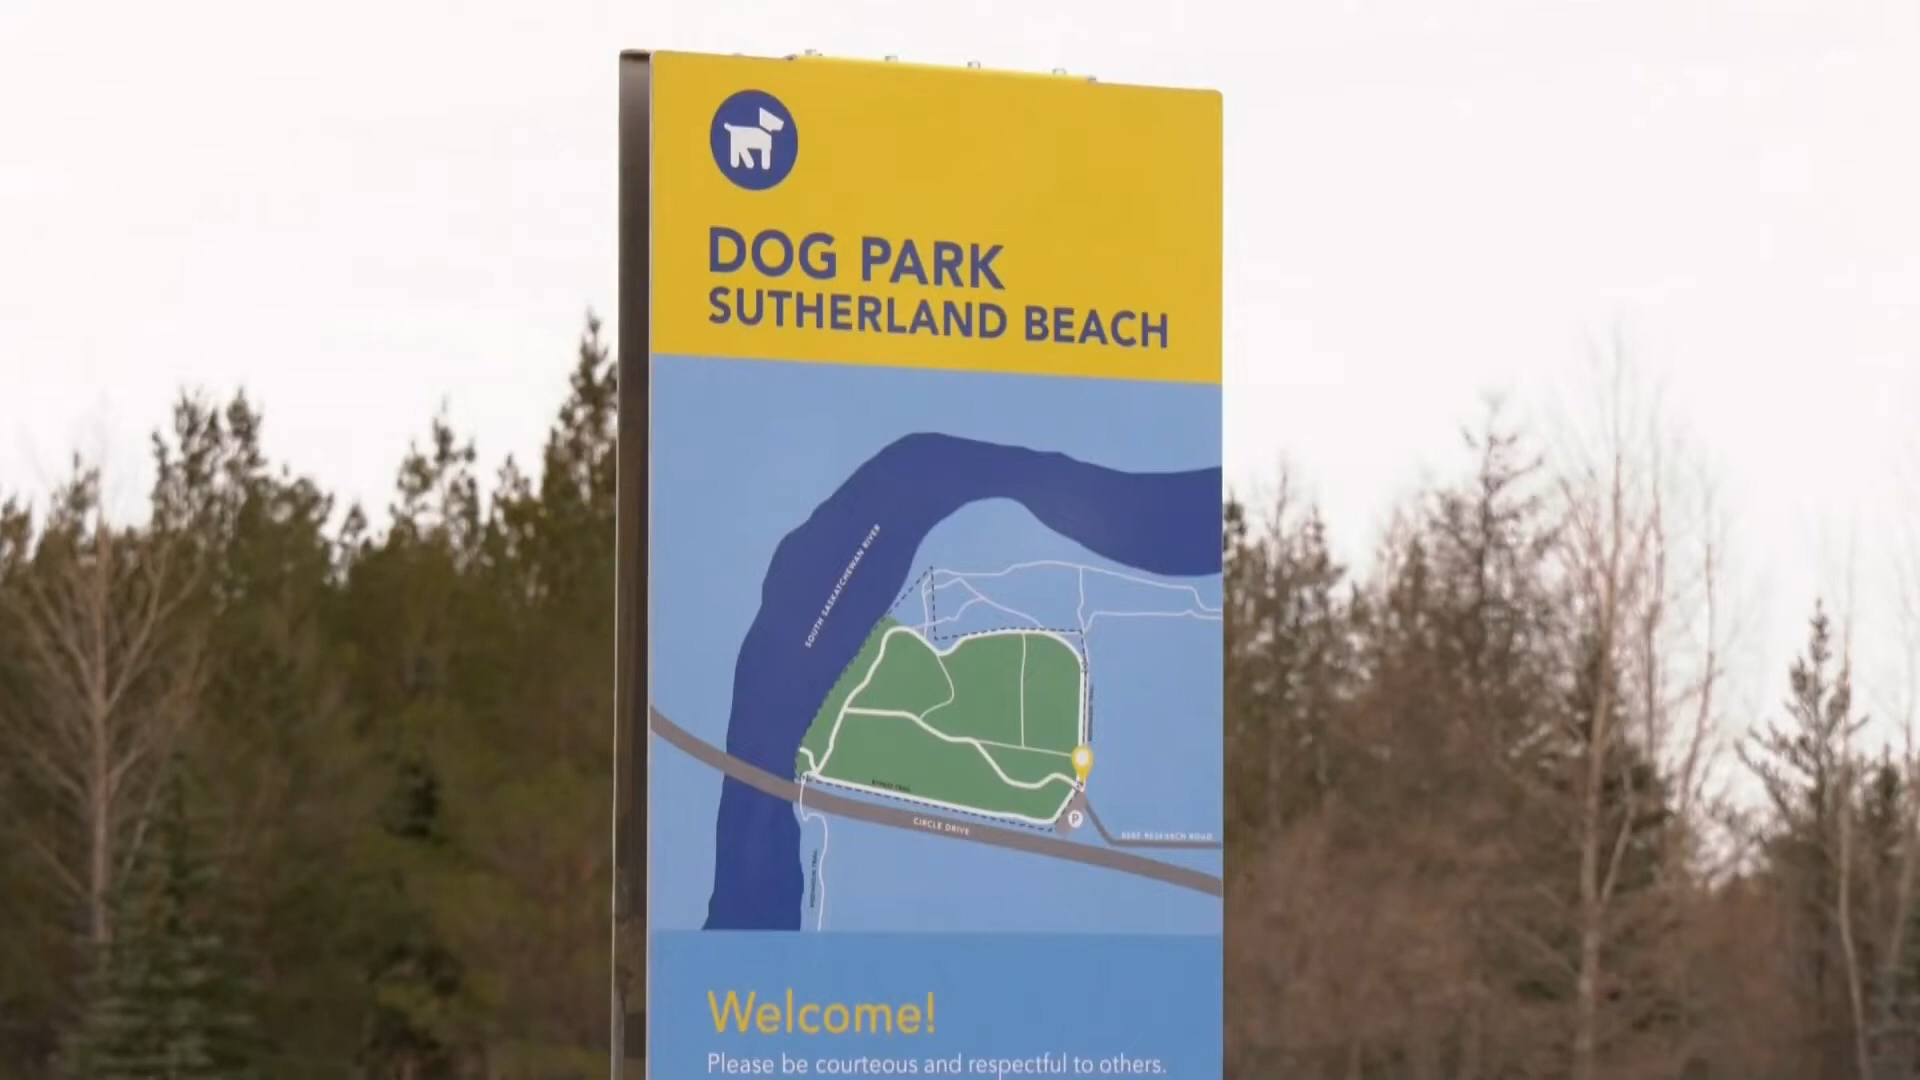 DOG PARK
SUTHERLAND BEACH
SOUTH SASKATCHEWAN RIVER
CIRCLE DRIVE
P
RESEARCH ROAD
Welcome!
Please be courteous and respectful to others.